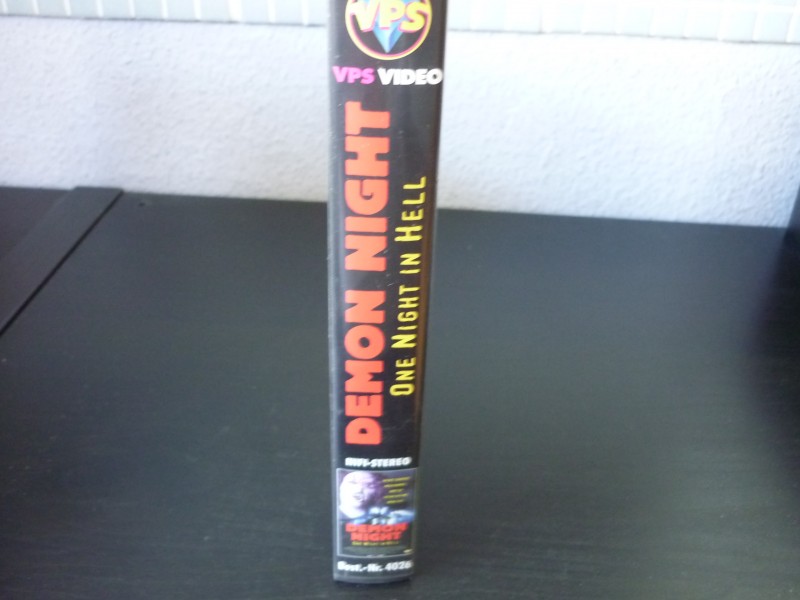 VPS
VPS VIDEO
DEMON NIGHT
ONE NIGHT IN HELL
HIFI-STEREO
DEMON
NIGHT
Best.-Nr. 4026